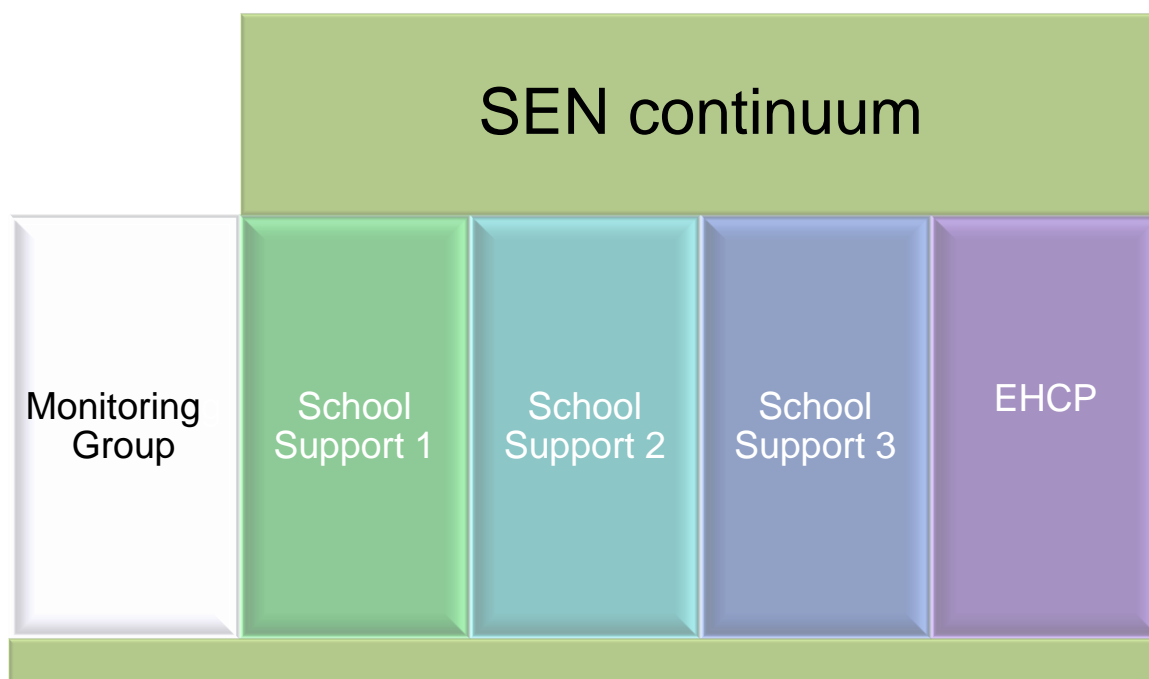 SEN continuum
Monitoring
Group
School
Support 1
School
Support 2
School
Support 3
EHCP